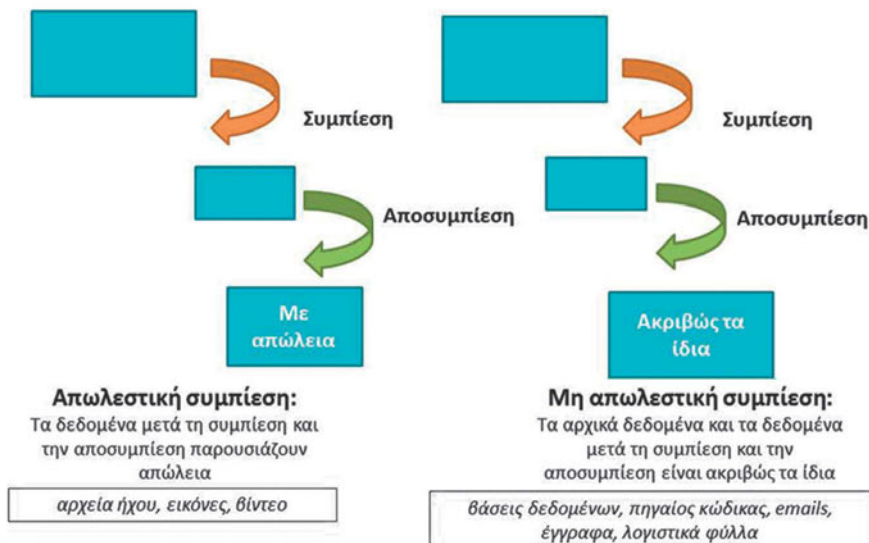 Συμπίεση
Αποσυμπίεση
Με
απώλεια
Απωλεστική συμπίεση:
Τα δεδομένα μετά τη συμπίεση και
την αποσυμπίεση παρουσιάζουν
απώλεια
αρχεία ήχου, εικόνες, βίντεο
Συμπίεση
Αποσυμπίεση
Ακριβώς τα
ίδια
Μη απωλεστική συμπίεση:
Τα αρχικά δεδομένα και τα δεδομένα
μετά τη συμπίεση και την
αποσυμπίεση είναι ακριβώς τα ίδια
βάσεις δεδομένων, πηγαίος κώδικας, emails,
έγγραφα, λογιστικά φύλλα